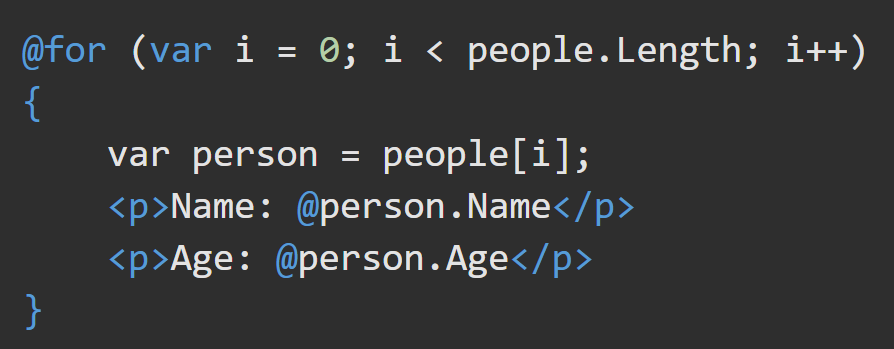 @for (var i = 0; i < people.Length; i++)
{
    var person = people[i];
    <p>Name: @person.Name</p>
    <p>Age: @person.Age</p>
}